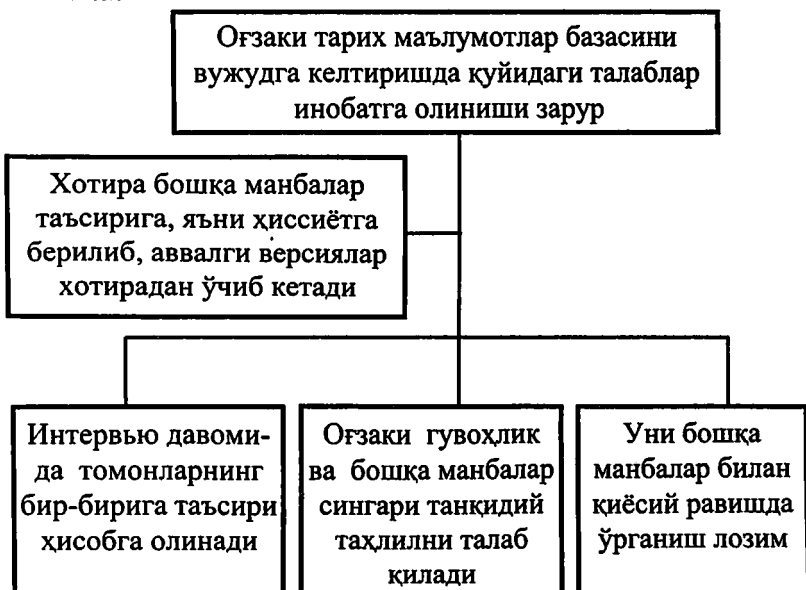 Оғзаки тарих маълумотлар базасини
вужудга келтиришда қуйидаги талаблар
инобатга олиниши зарур
Хотира бошқа манбалар
таъсирига, яъни ҳиссиётга
берилиб, аввалги версиялар
хотирадан ўчиб кетади
Интервью давоми-
да томонларнинг
бир-бирига таъсири
ҳисобга олинади
Оғзаки гувоҳлик
ва бошқа манбалар
сингари танқидий
таҳлилни талаб
қилади
Уни бошқа
манбалар билан
қиёсий равишда
ўрганиш лозим